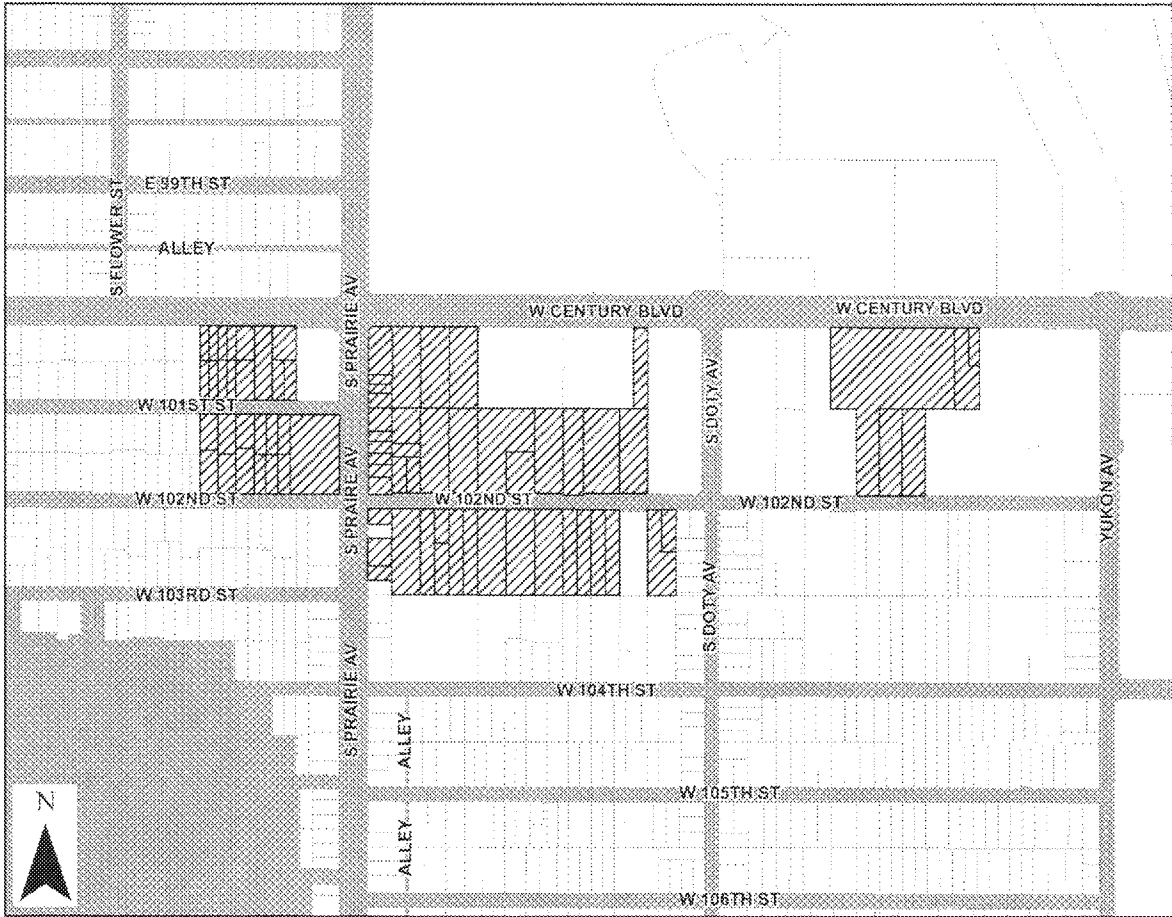 E 99TH ST
S FLOWER ST
ALLEY
S PRAIRIE AV
W CENTURY BLVD
W CENTURY BLVD
W 101ST ST
S DOTY AV
W 102ND ST
S PRAIRE AV
W 102ND ST
W 102ND ST
YUKON AV
W 103RD ST
S DOTY AV
W 104TH ST
S PRAIRIE AV
ALLEY
N
W 105TH ST
ALLEY
W 106TH ST